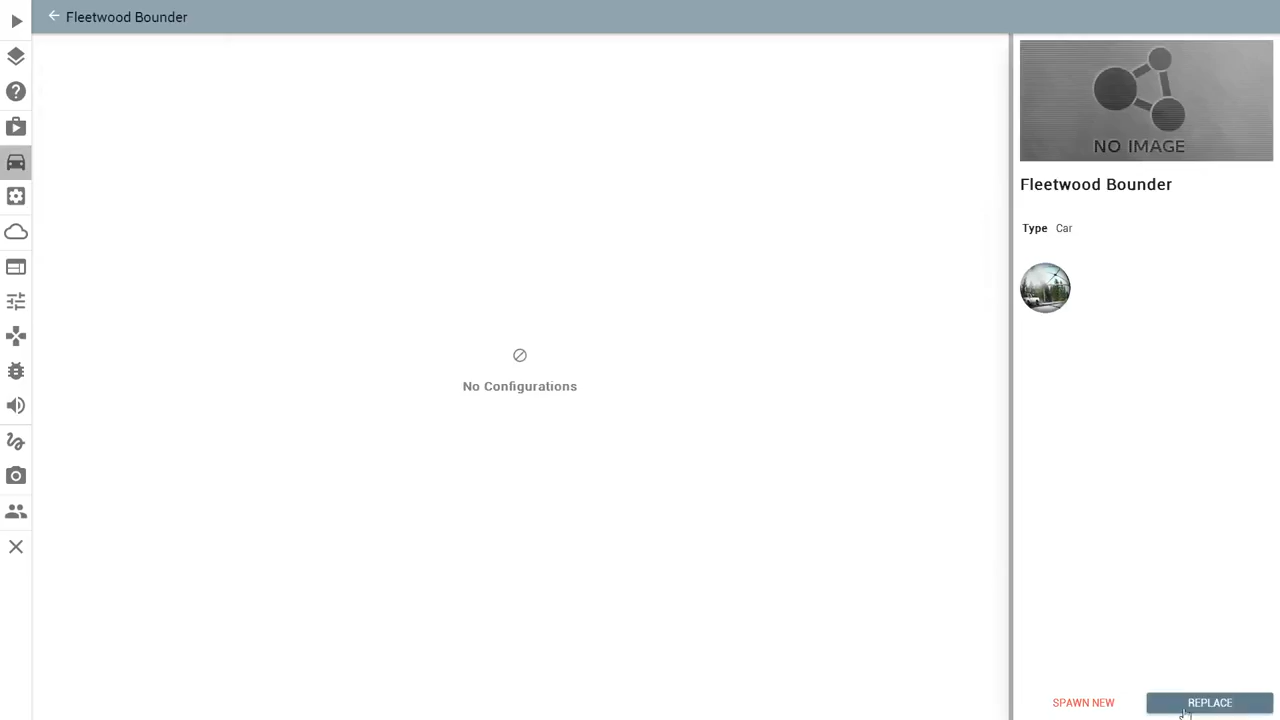 Fleetwood Bounder
NO IMAGE
Fleetwood Bounder
Type Car
No Configurations
SPAWN NEW
REPLACE